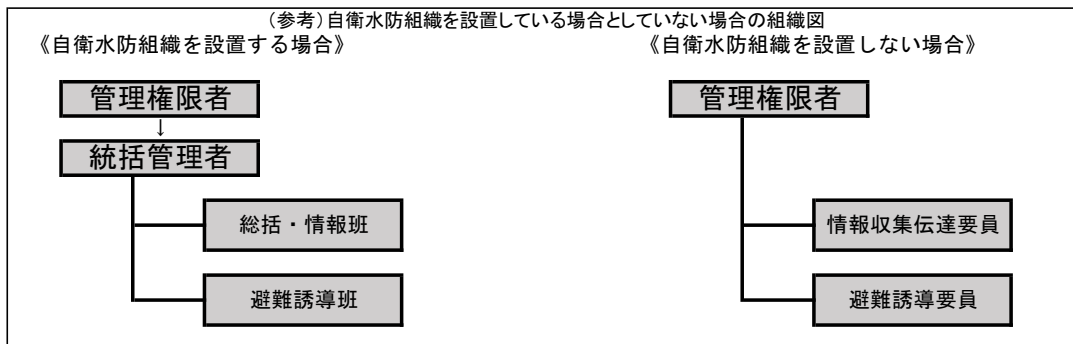 (参考)自衛水防組織を設置している場合としていない場合の組織図
《自衛水防組織を設置する場合》
管理権限者
↓
統括管理者
総括・情報班
避難誘導班
《自衛水防組織を設置しない場合》
管理権限者
情報収集伝達要員
避難誘導要員